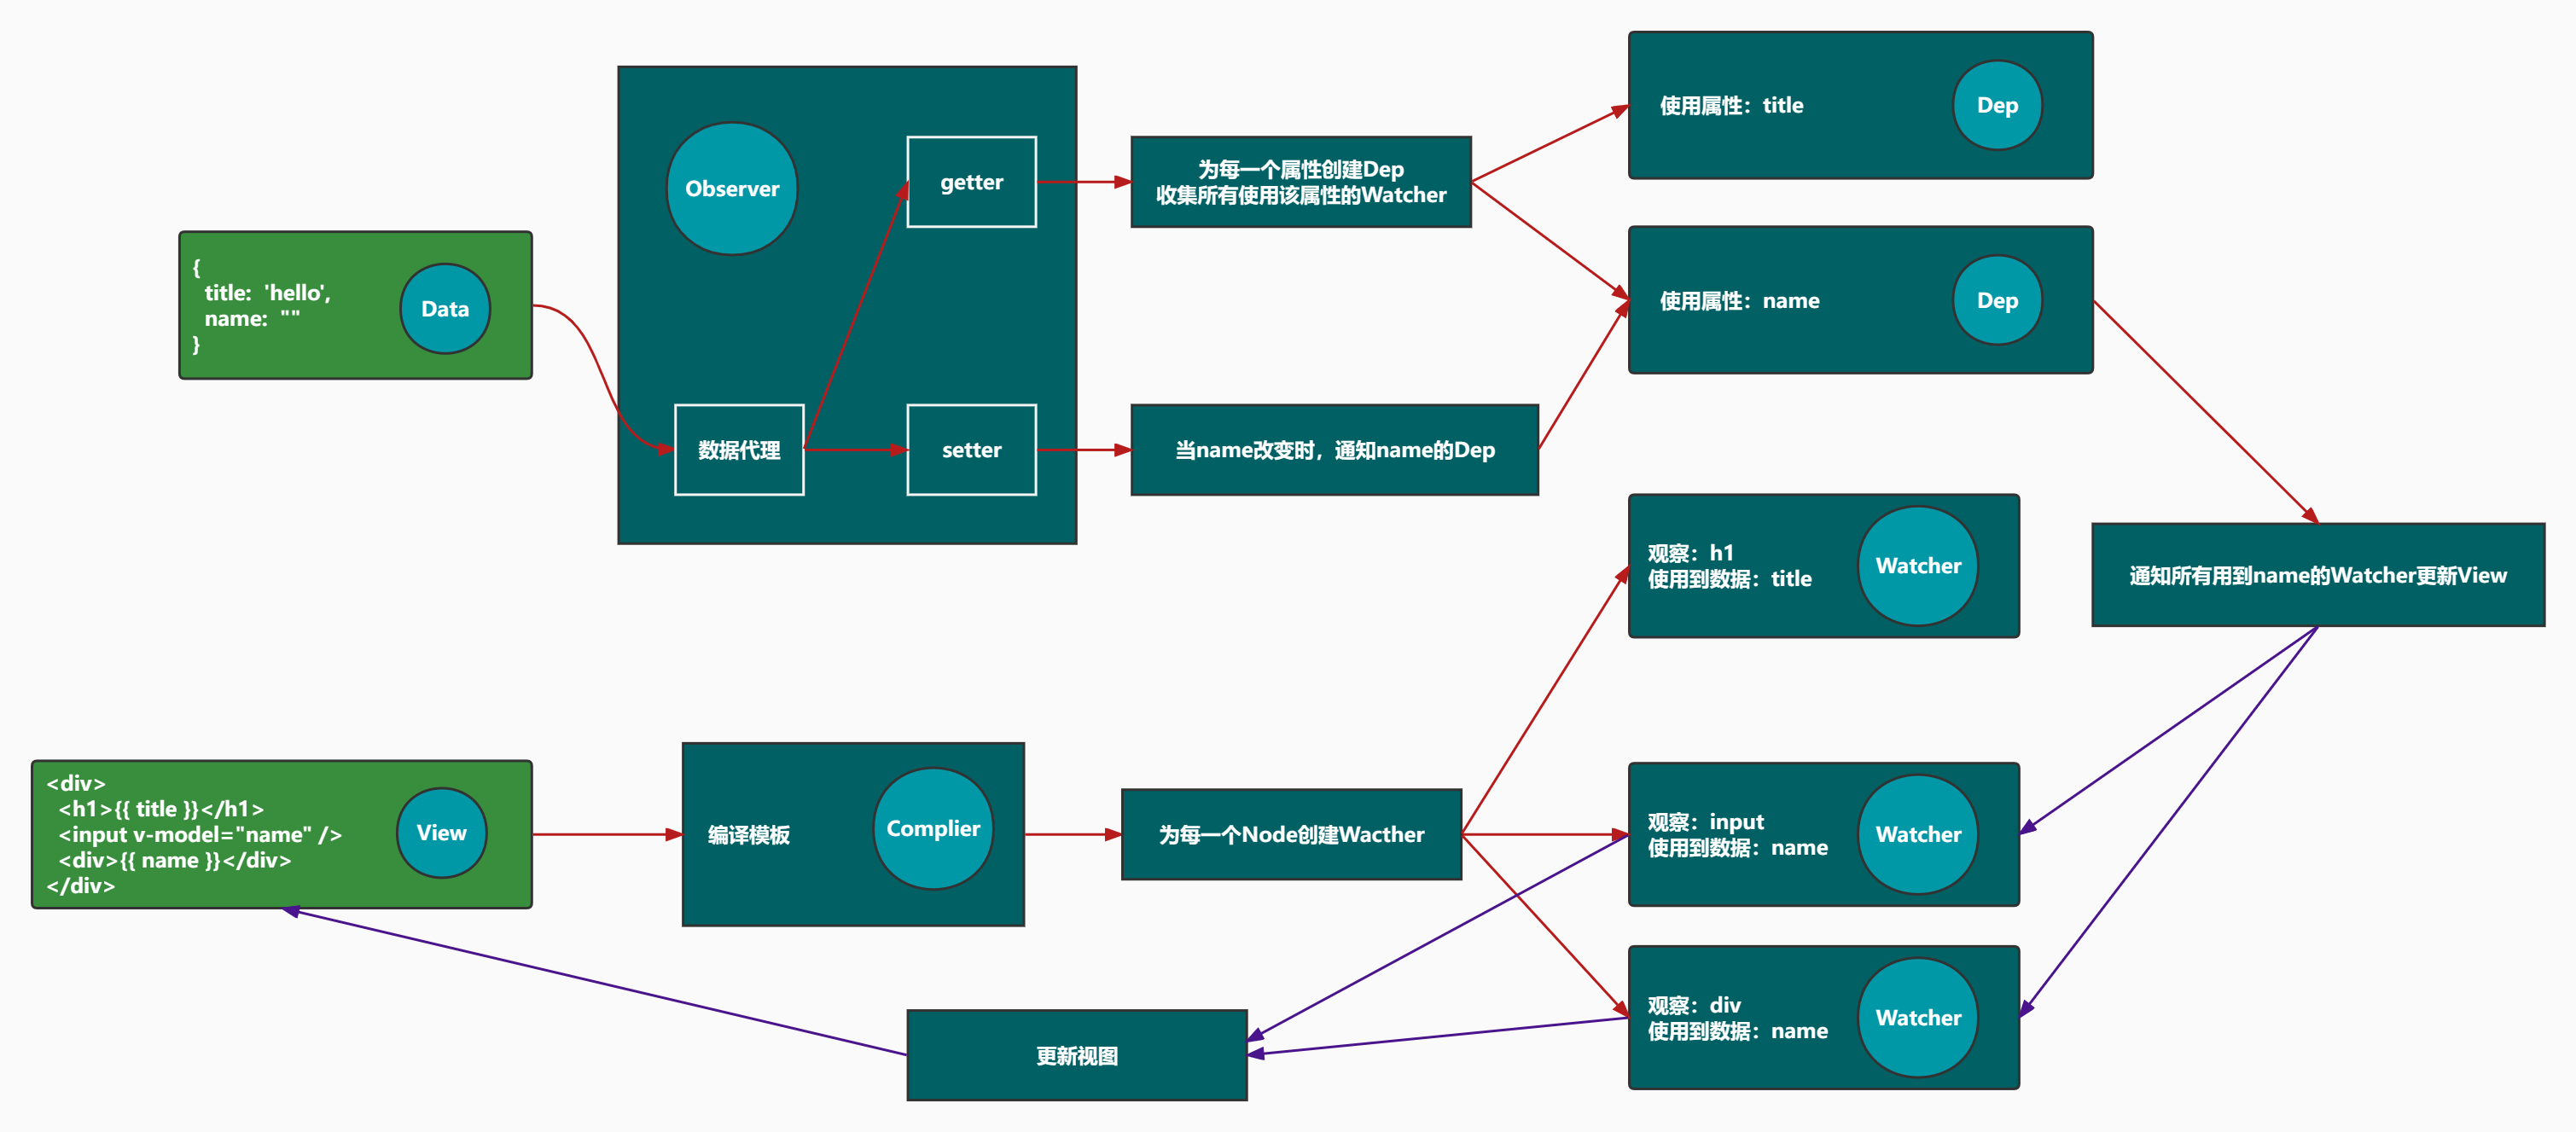 {
title: 'hello',
name: ""
}
Data
Observer
数据代理
getter
setter
为每一个属性创建Dep
收集所有使用该属性的Watcher
当name改变时，通知name的Dep
使用属性：title
Dep
使用属性：name
Dep
通知所有用到name的Watcher更新View
<div>
<h1>{{ title }}</h1>
<input v-model="name" />
<div>{{ name }}</div>
</div>
View
编译模板
Complier
为每一个Node创建Wacther
观察：h1
使用到数据：title
Watcher
观察：input
使用到数据：name
Watcher
观察：div
使用到数据：name
Watcher
更新视图